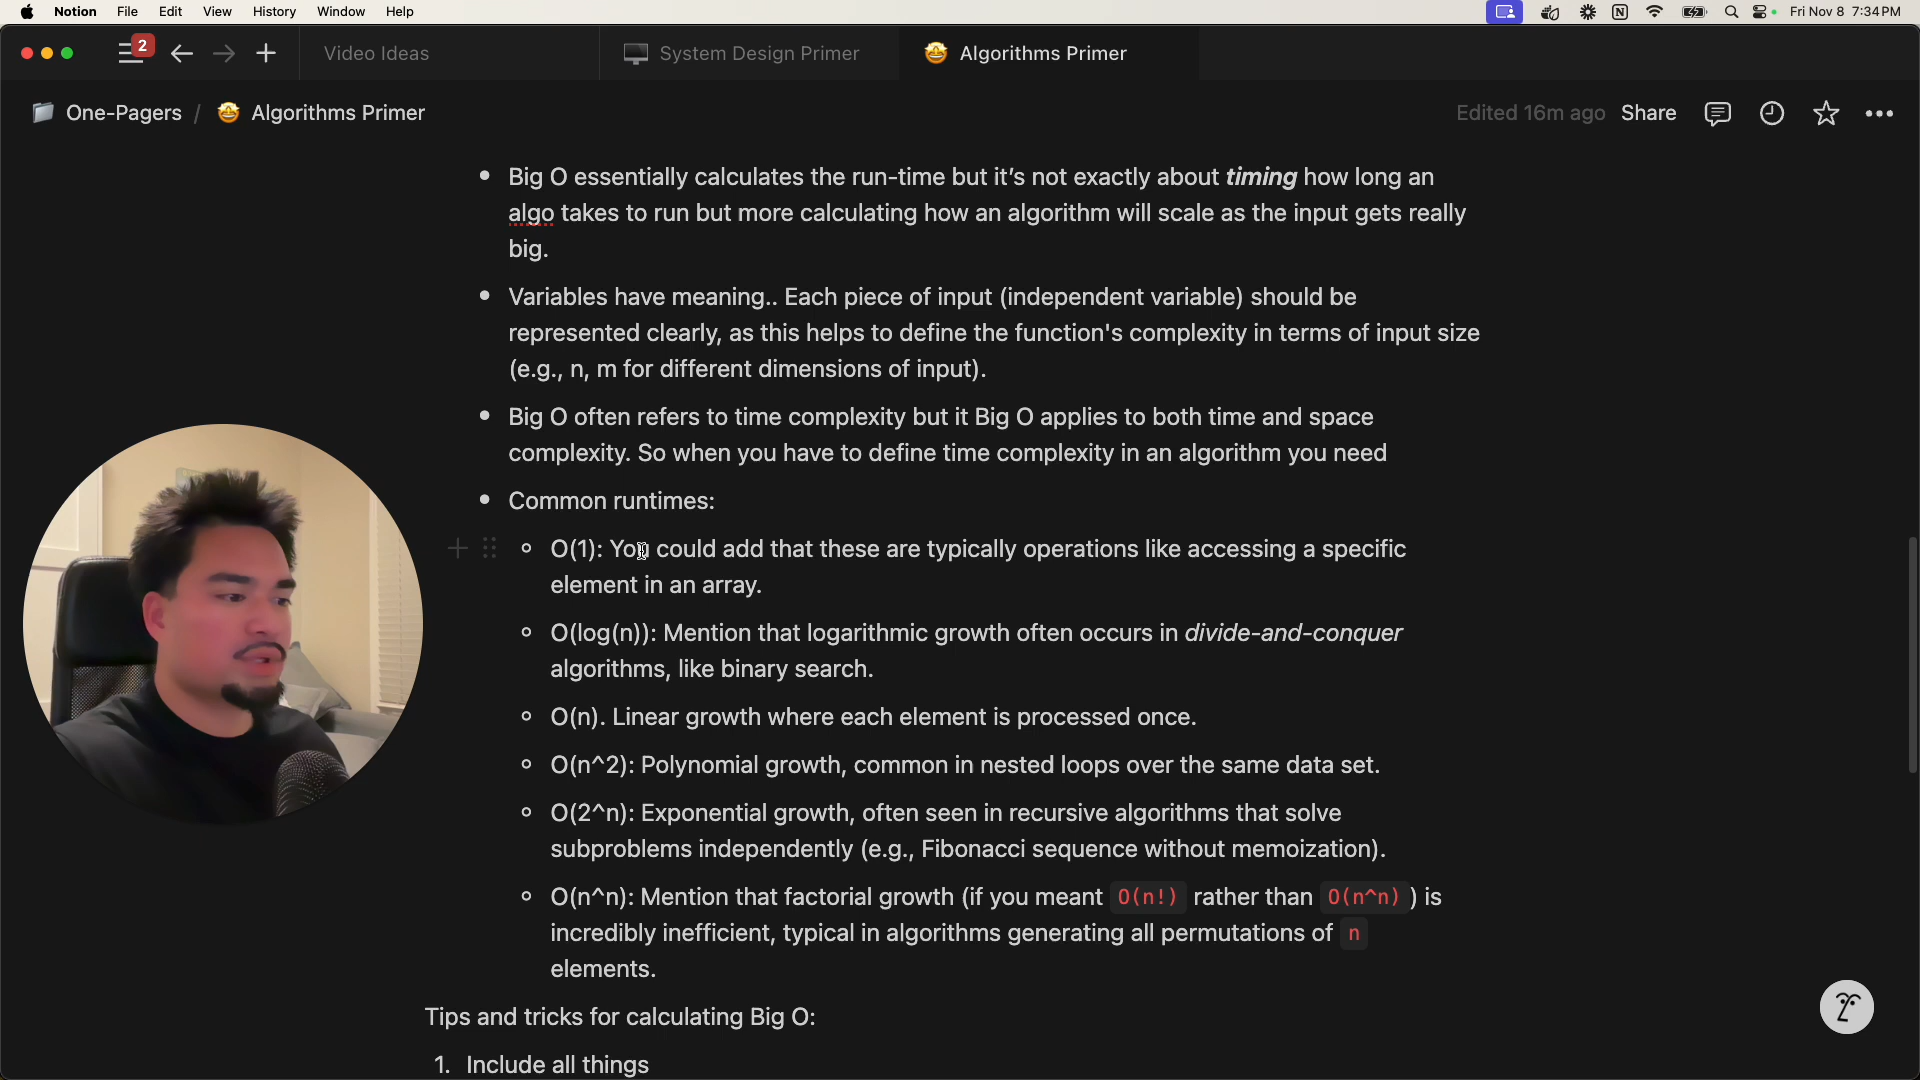 Notion File Edit View History Window Help Fri Nov 8 7:34 PM
2 Video Ideas System Design Primer Algorithms Primer
One-Pagers / Algorithms Primer Edited 16m ago Share
Big O essentially calculates the run-time but it’s not exactly about timing how long an
algo takes to run but more calculating how an algorithm will scale as the input gets really
big.
Variables have meaning.. Each piece of input (independent variable) should be
represented clearly, as this helps to define the function's complexity in terms of input size
(e.g., n, m for different dimensions of input).
Big O often refers to time complexity but it Big O applies to both time and space
complexity. So when you have to define time complexity in an algorithm you need
Common runtimes:
O(1): You could add that these are typically operations like accessing a specific
element in an array.
O(log(n)): Mention that logarithmic growth often occurs in divide-and-conquer
algorithms, like binary search.
O(n). Linear growth where each element is processed once.
O(n^2): Polynomial growth, common in nested loops over the same data set.
O(2^n): Exponential growth, often seen in recursive algorithms that solve
subproblems independently (e.g., Fibonacci sequence without memoization).
O(n^n): Mention that factorial growth (if you meant O(n!) rather than O(n^n) ) is
incredibly inefficient, typical in algorithms generating all permutations of n
elements.
Tips and tricks for calculating Big O:
1. Include all things